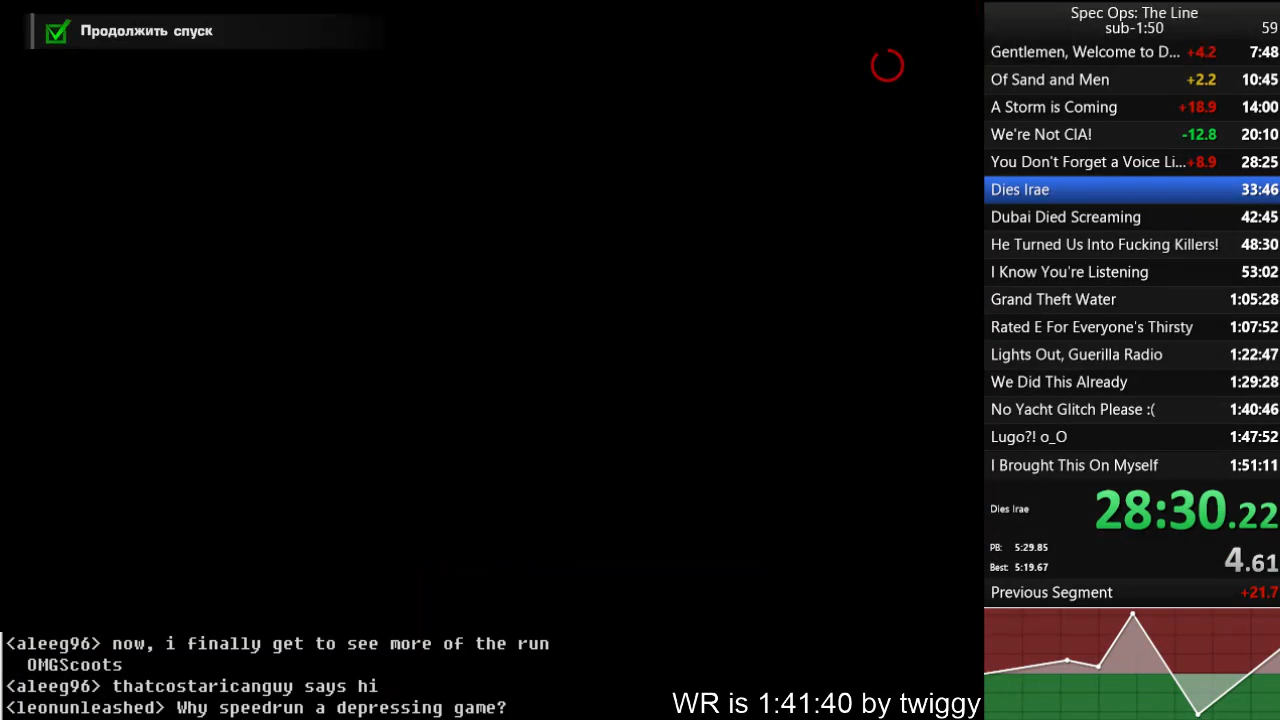 Продолжить спуск
Spec Ops: The Line
sub-1:50 59
Gentlemen, Welcome to D... +4.2 7:48
Of Sand and Men +2.2 10:45
A Storm is Coming +18.9 14:00
We're Not CIA! -12.8 20:10
You Don't Forget a Voice Li... +8.9 28:25
Dies Irae 33:46
Dubai Died Screaming 42:45
He Turned Us Into Fucking Killers! 48:30
I Know You're Listening 53:02
Grand Theft Water 1:05:28
Rated E For Everyone's Thirsty 1:07:52
Lights Out, Guerilla Radio 1:22:47
We Did This Already 1:29:28
No Yacht Glitch Please :( 1:40:46
Lugo?! o_O 1:47:52
I Brought This On Myself 1:51:11
Dies Irae 28:30.22
PB: 5:29.85
Best: 5:19.67 4.61
Previous Segment +21.7
<aleeg96> now, i finally get to see more of the run
OMGScoots
<aleeg96> thatcostaricanguy says hi
<leonunleashed> Why speedrun a depressing game?
WR is 1:41:40 by twiggy